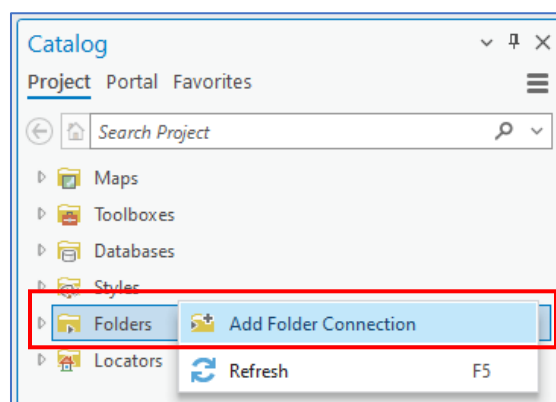 Catalog
Project Portal Favorites
Search Project
Maps
Toolboxes
Databases
Styles
Folders Add Folder Connection
Locators Refresh F5